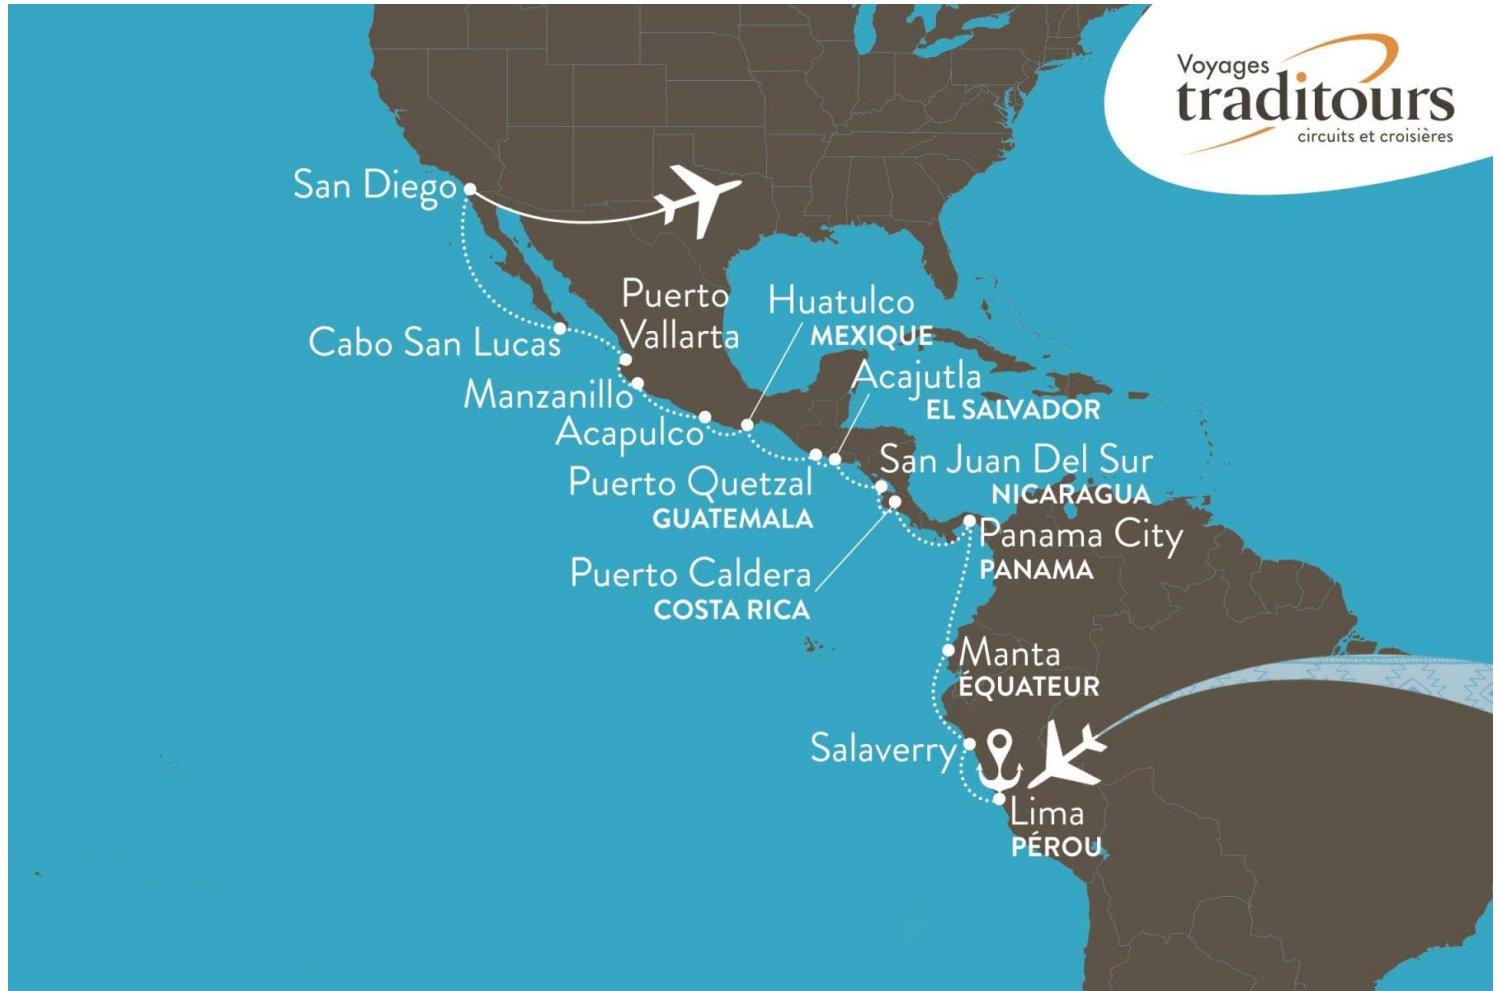 Voyages
traditours
circuits et croisières
San Diego
Puerto
Vallarta
Huatulco
MEXIQUE
Cabo San Lucas
Acajutla
EL SALVADOR
Manzanillo
Acapulco
San Juan Del Sur
NICARAGUA
Puerto Quetzal
GUATEMALA
Panama City
PANAMA
Puerto Caldera
COSTA RICA
Manta
ÉQUATEUR
Salaverry
Lima
PÉROU